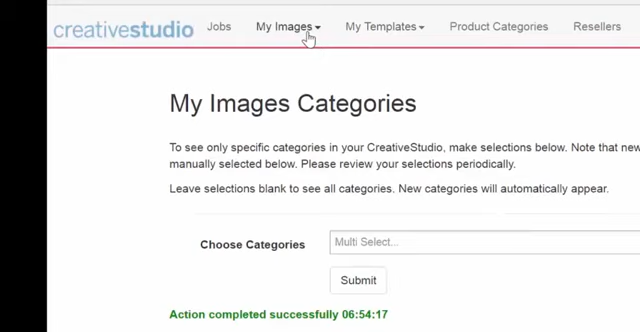 creativestudio Jobs My Images My Templates Product Categories Resellers
My Images Categories
To see only specific categories in your CreativeStudio, make selections below. Note that new
manually selected below. Please review your selections periodically.
Leave selections blank to see all categories. New categories will automatically appear.
Choose Categories Multi Select...
Submit
Action completed successfully 06:54:17